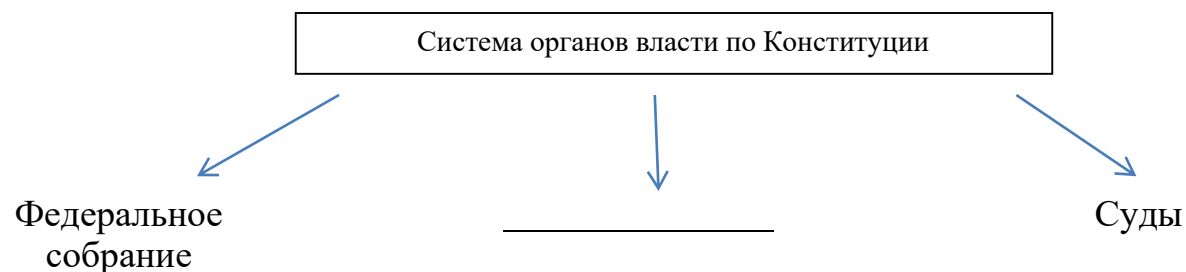 Система органов власти по Конституции
Федеральное
собрание
Суды